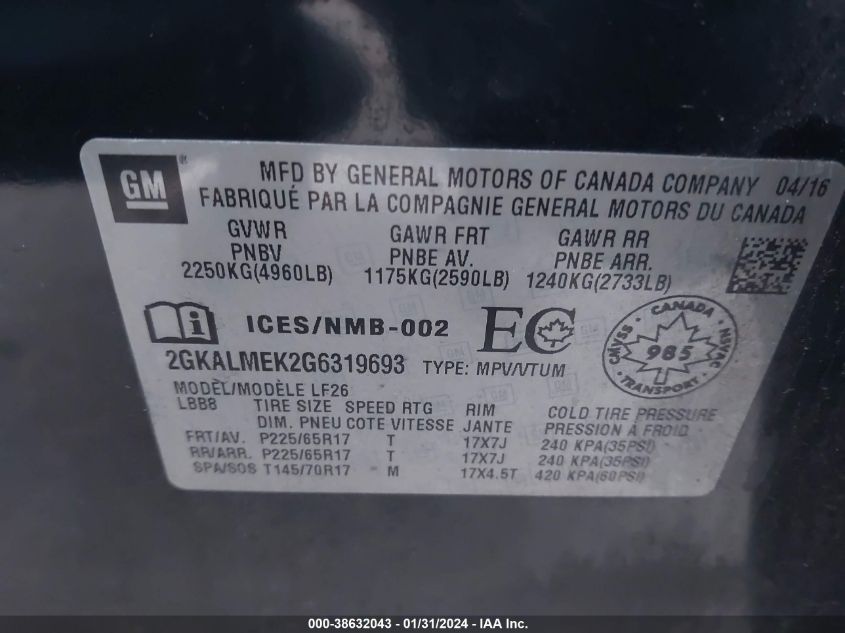 GM
MFD BY GENERAL MOTORS OF CANADA COMPANY 04/16
FABRIQUÉ PAR LA COMPAGNIE GENERAL MOTORS DU CANADA
GVWR GAWR FRT GAWR RR
PNBV PNBE AV. PNBE ARR.
2250KG(4960LB) 1175KG(2590LB) 1240KG(2733LB)
i ICES/NMB-002 EC
CANADA
CMVSS 985 NSVAC
TRANSPORT
2GKALMEK2G6319693 TYPE: MPV/VTUM
MODEL/MODÈLE LF26
LBB8 TIRE SIZE SPEED RTG RIM COLD TIRE PRESSURE
DIM. PNEU COTE VITESSE JANTE PRESSION À FROID
FRT/AV. P225/65R17 T 17X7J 240 KPA(35PSI)
RR/ARR. P225/65R17 T 17X7J 240 KPA(35PSI)
SPA/SOS T145/70R17 M 17X4.5T 420 KPA(60PSI)
000-38632043 - 01/31/2024 - IAA Inc.